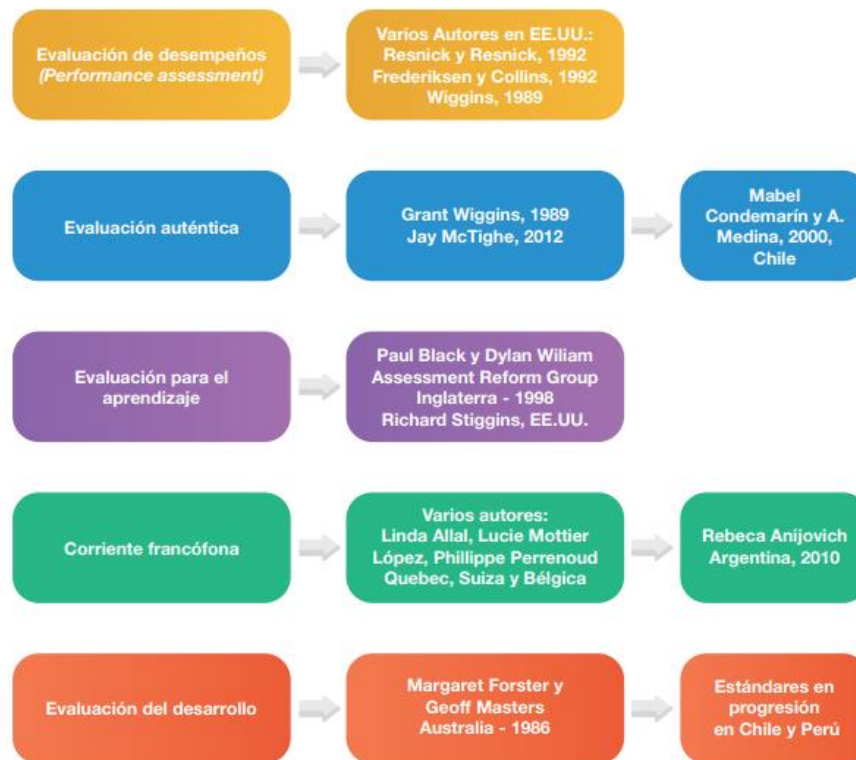 Evaluación de desempeños
(Performance assessment)
Varios Autores en EE.UU.:
Resnick y Resnick, 1992
Frederiksen y Collins, 1992
Wiggins, 1989
Evaluación auténtica
Grant Wiggins, 1989
Jay McTighe, 2012
Mabel
Condemarín y A.
Medina, 2000,
Chile
Evaluación para el
aprendizaje
Paul Black y Dylan Wiliam
Assessment Reform Group
Inglaterra - 1998
Richard Stiggins, EE.UU.
Corriente francófona
Varios autores:
Linda Allal, Lucie Mottier
López, Phillippe Perrenoud
Quebec, Suiza y Bélgica
Rebeca Anijovich
Argentina, 2010
Evaluación del desarrollo
Margaret Forster y
Geoff Masters
Australia - 1986
Estándares en
progresión
en Chile y Perú